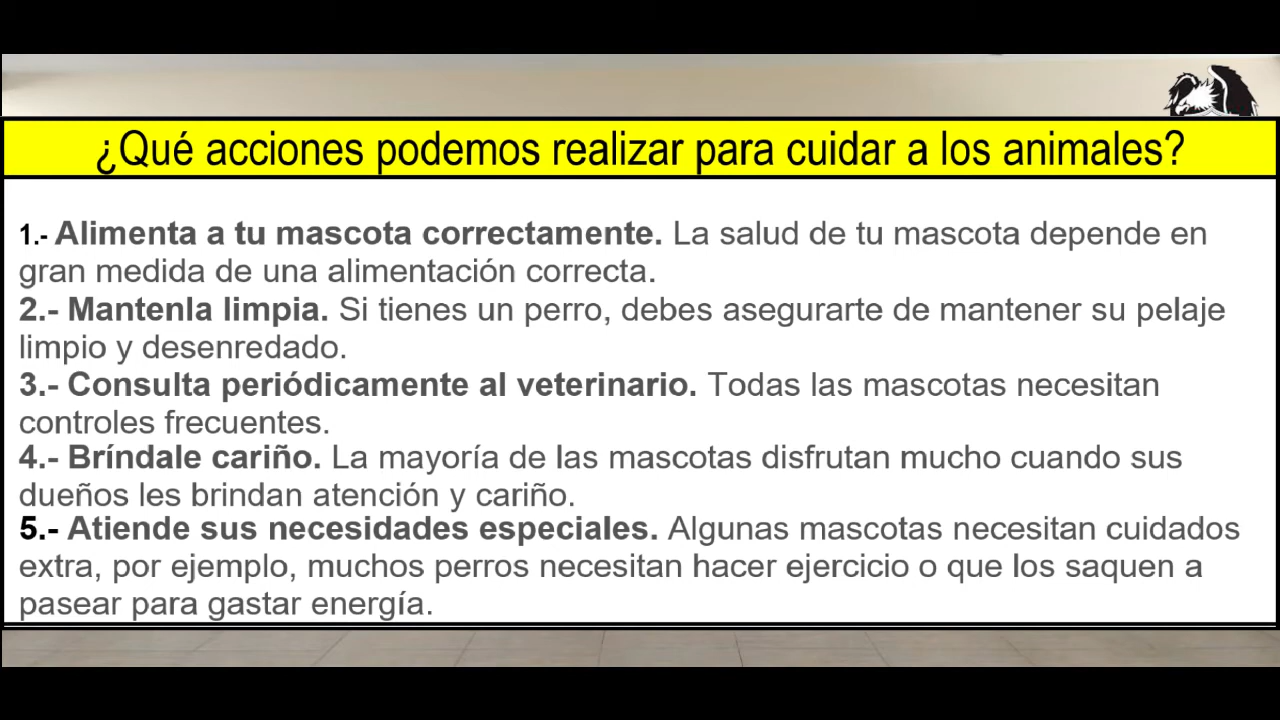 ¿Qué acciones podemos realizar para cuidar a los animales?
1.- Alimenta a tu mascota correctamente. La salud de tu mascota depende en
gran medida de una alimentación correcta.
2.- Mantenla limpia. Si tienes un perro, debes asegurarte de mantener su pelaje
limpio y desenredado.
3.- Consulta periódicamente al veterinario. Todas las mascotas necesitan
controles frecuentes.
4.- Bríndale cariño. La mayoría de las mascotas disfrutan mucho cuando sus
dueños les brindan atención y cariño.
5.- Atiende sus necesidades especiales. Algunas mascotas necesitan cuidados
extra, por ejemplo, muchos perros necesitan hacer ejercicio o que los saquen a
pasear para gastar energía.